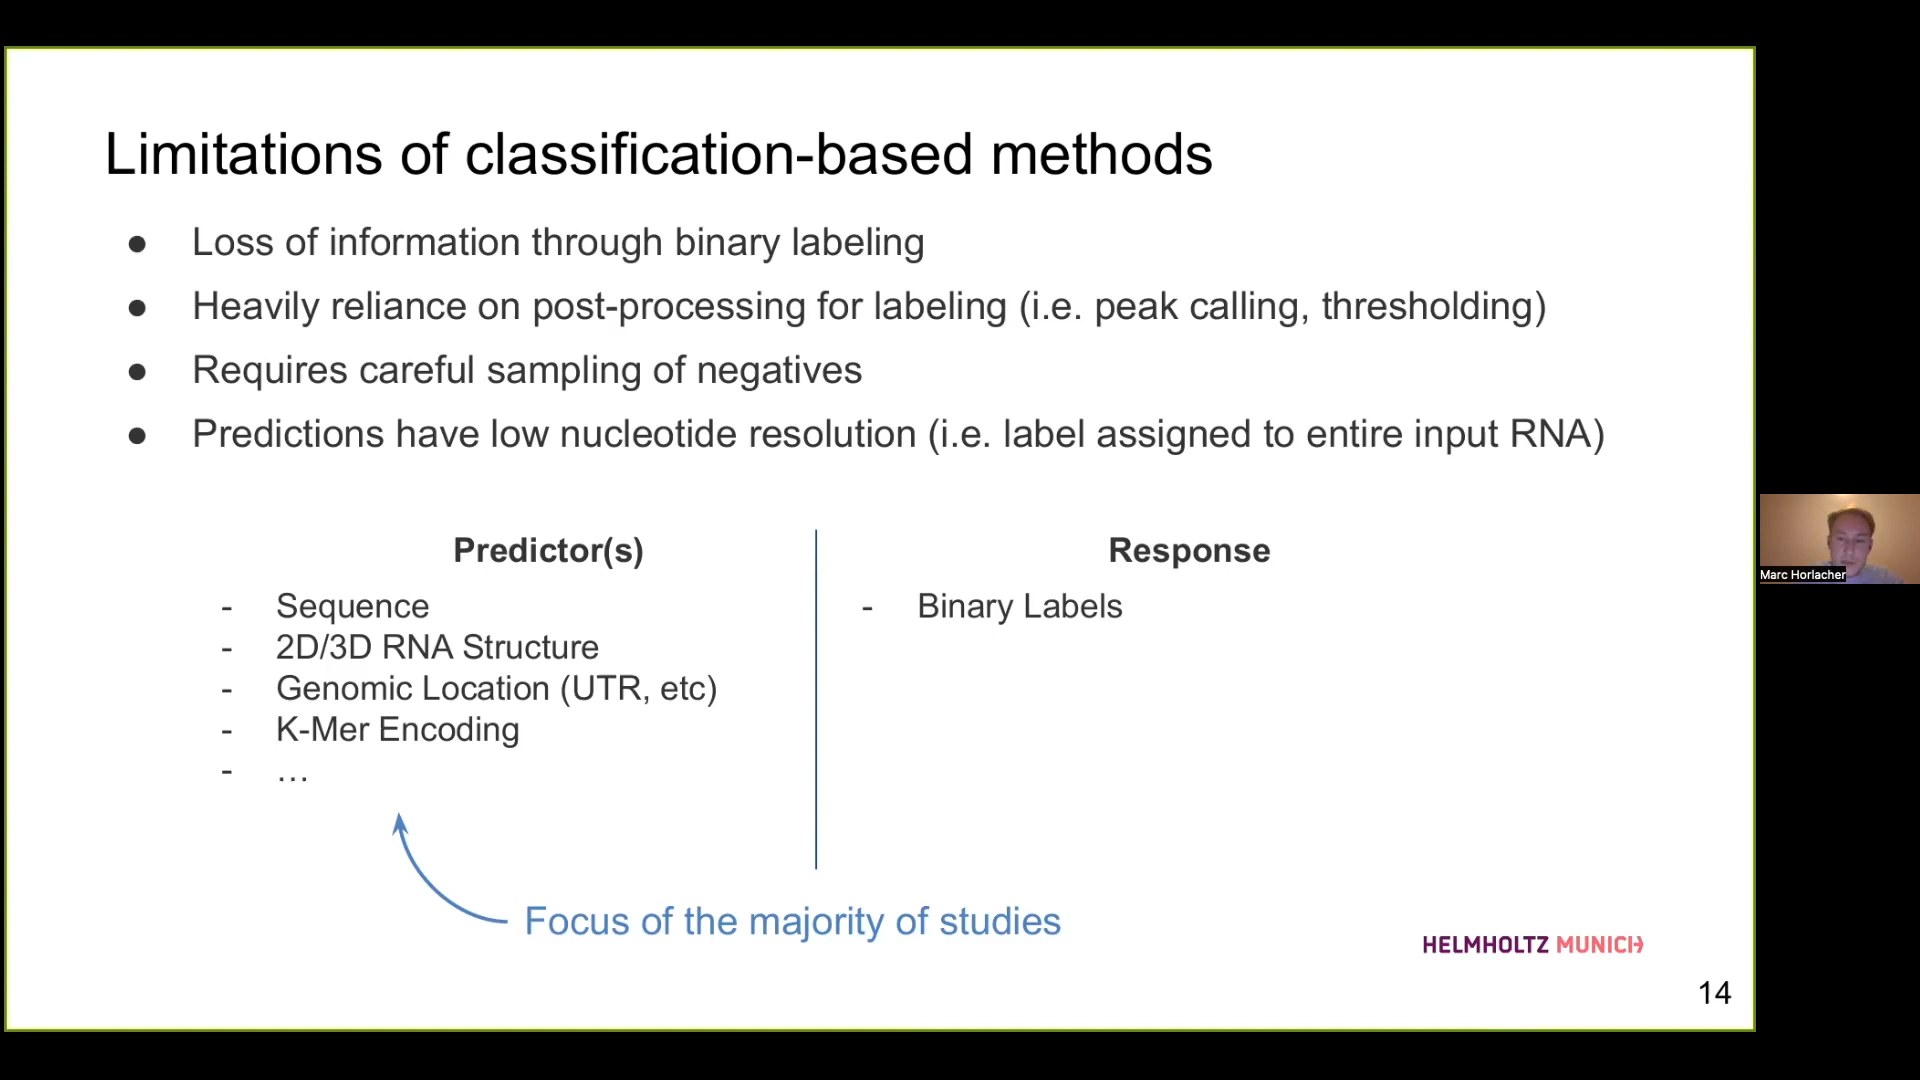 Limitations of classification-based methods
● Loss of information through binary labeling
● Heavily reliance on post-processing for labeling (i.e. peak calling, thresholding)
● Requires careful sampling of negatives
● Predictions have low nucleotide resolution (i.e. label assigned to entire input RNA)
Predictor(s)
- Sequence
- 2D/3D RNA Structure
- Genomic Location (UTR, etc)
- K-Mer Encoding
- …
Response
- Binary Labels
Focus of the majority of studies
HELMHOLTZ MUNICH
14
Marc Horlacher